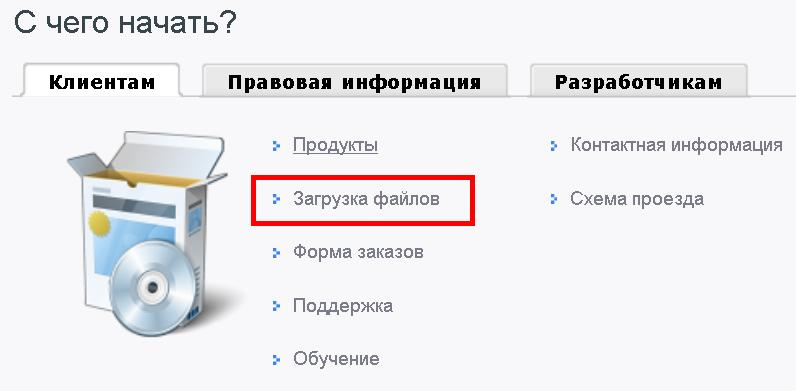 С чего начать?
Клиентам Правовая информация Разработчикам
Продукты Контактная информация
Загрузка файлов Схема проезда
Форма заказов
Поддержка
Обучение